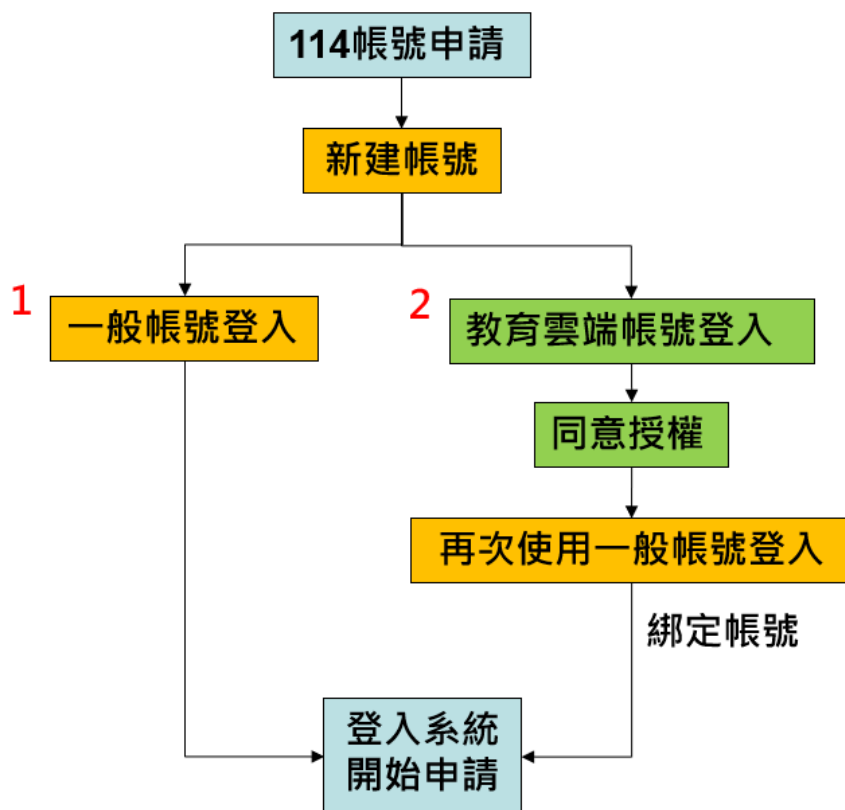 114帳號申請
新建帳號
1
一般帳號登入
2
教育雲端帳號登入
同意授權
再次使用一般帳號登入
綁定帳號
登入系統
開始申請